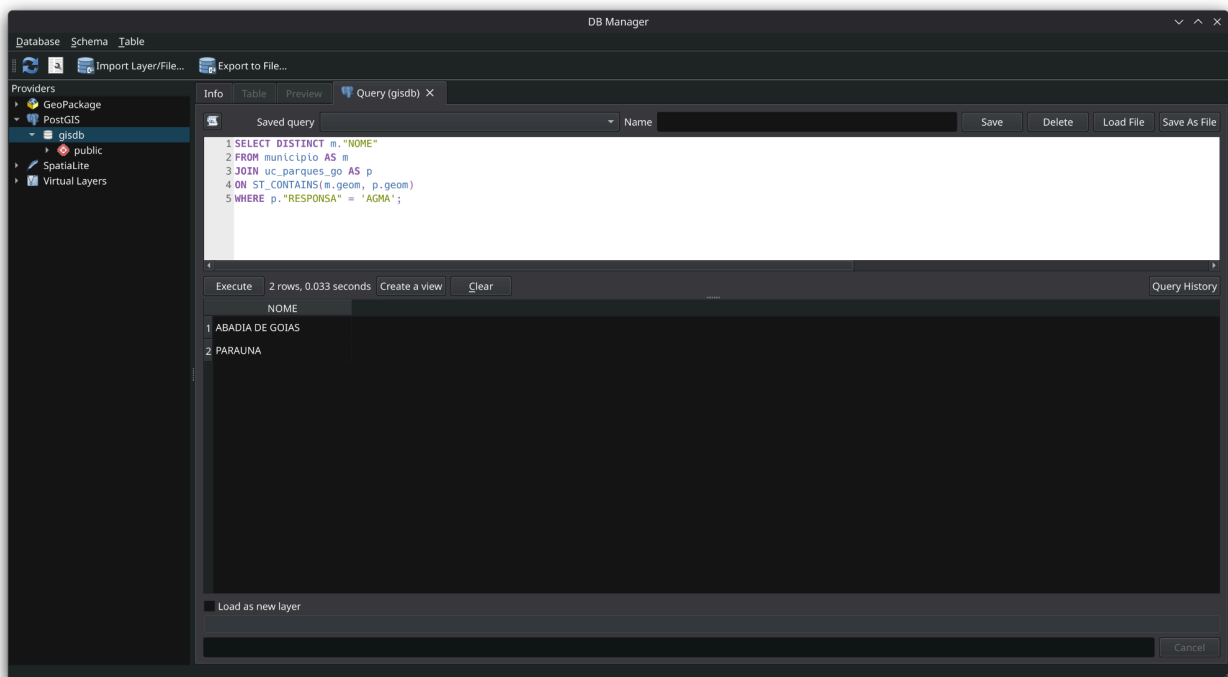 DB Manager
Database Schema Table
Import Layer/File... Export to File...
Providers
GeoPackage
PostGIS
gisdb
public
SpatiaLite
Virtual Layers
Info Table Preview Query (gisdb)
Saved query Name Save Delete Load File Save As File
1 SELECT DISTINCT m."NOME"
2 FROM municipio AS m
3 JOIN uc_parques_go AS p
4 ON ST_CONTAINS(m.geom, p.geom)
5 WHERE p."RESPONSA" = 'AGMA';
Execute 2 rows, 0.033 seconds Create a view Clear Query History
NOME
1 ABADIA DE GOIAS
2 PARAUNA
Load as new layer
Cancel